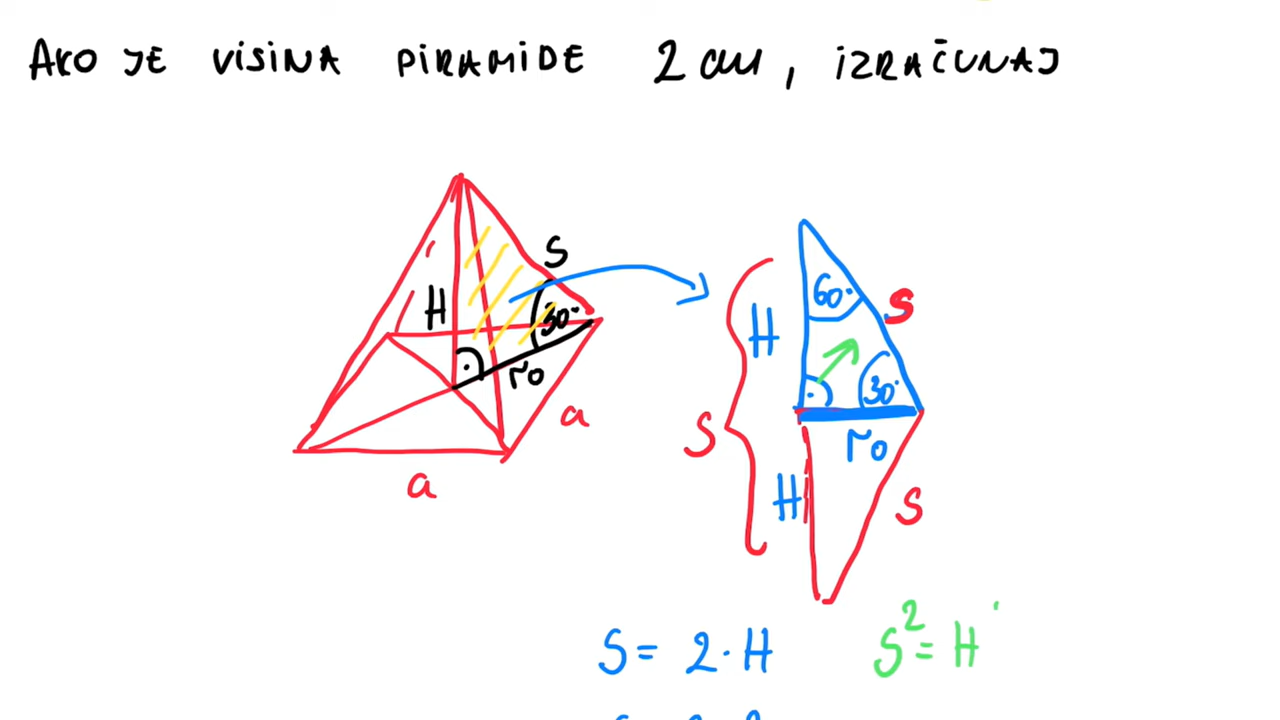 AKO JE VISINA PIRAMIDE 2 cm, IZRAČUNAJ
S
H
30°
r₀
a
a
60°
S
H
30°
S
r₀
H
S
S = 2 · H
S² = H